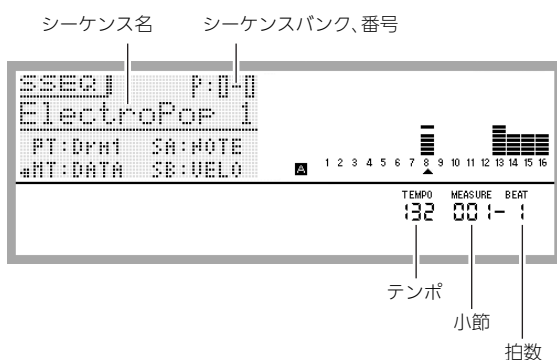 シーケンス名
シーケンスバンク、番号
SSEQ P:0-0
ElectroPop 1
PT:Drm1 SA:NOTE
MT:DATA SB:VELO
A 1 2 3 4 5 6 7 8 9 10 11 12 13 14 15 16
TEMPO MEASURE BEAT
132 001- 1
テンポ
小節
拍数